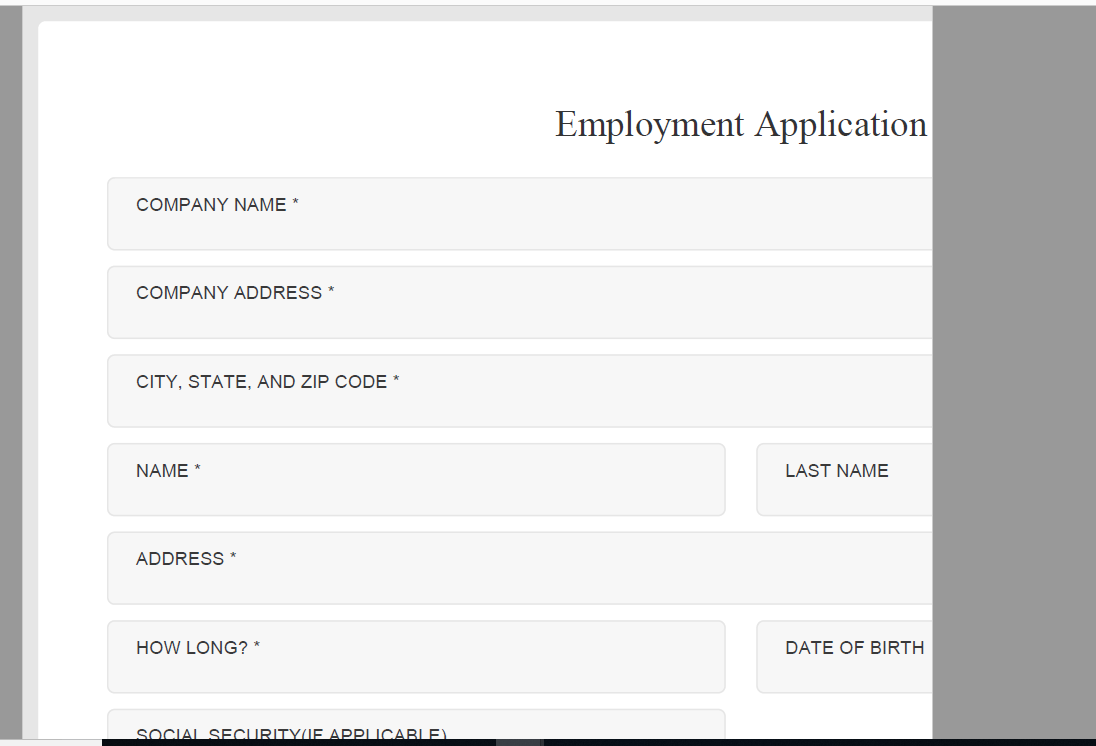 Employment Application
COMPANY NAME *
COMPANY ADDRESS *
CITY, STATE, AND ZIP CODE *
NAME *
LAST NAME
ADDRESS *
HOW LONG? *
DATE OF BIRTH
SOCIAL SECURITY(IF APPLICABLE)